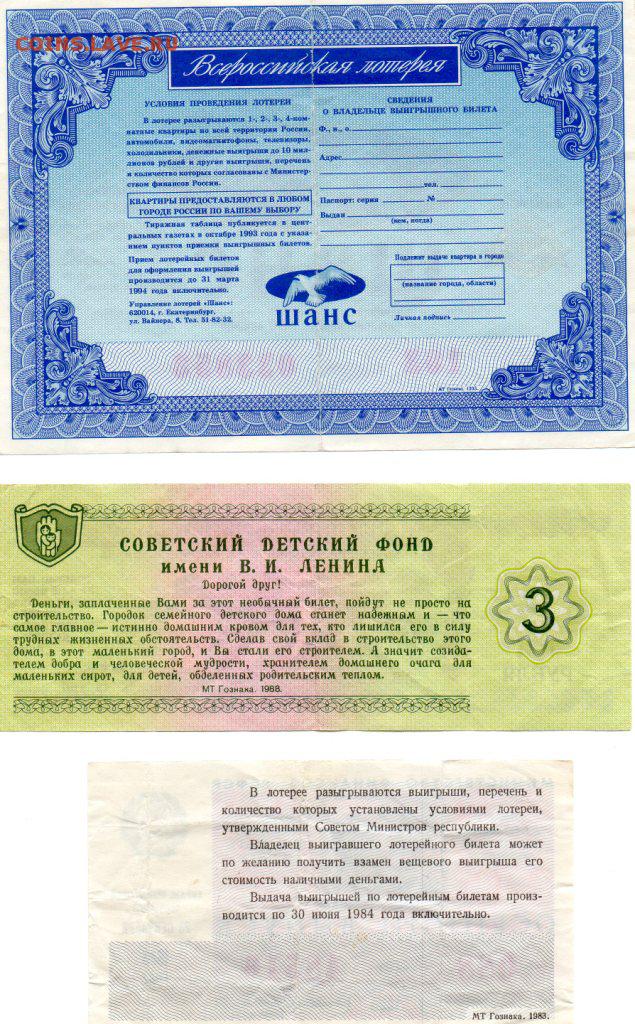 COINS.LAVE.RU
Всероссийская лотерея
УСЛОВИЯ ПРОВЕДЕНИЯ ЛОТЕРЕИ
В лотерее разыгрываются 1-, 2-, 3-, 4-ком-
натные квартиры по всей территории России,
автомобили, видеомагнитофоны, телевизоры,
холодильники, денежные выигрыши до 10 мил-
лионов рублей и другие выигрыши, перечень
и количество которых согласованы с Министер-
ством финансов России.
КВАРТИРЫ ПРЕДОСТАВЛЯЮТСЯ В ЛЮБОМ
ГОРОДЕ РОССИИ ПО ВАШЕМУ ВЫБОРУ
Тиражная таблица публикуется в цент-
ральных газетах в октябре 1993 года с указа-
нием пунктов приемки выигрышных билетов.
Прием лотерейных билетов
для оформления выигрышей
производится до 31 марта
1994 года включительно.
Управление лотерей «Шанс»:
620014, г. Екатеринбург,
ул. Вайнера, 8. Тел. 51-82-32.
СВЕДЕНИЯ
О ВЛАДЕЛЬЦЕ ВЫИГРЫШНОГО БИЛЕТА
Ф., и., о.
Адрес
тел.
Паспорт: серия № 
Выдан
(кем, когда)
Подлежит выдаче квартира в городе
(название города, области)
Личная подпись
шанс
МТ Гознака, 1993.
СОВЕТСКИЙ ДЕТСКИЙ ФОНД
имени В. И. ЛЕНИНА
Дорогой друг!
Деньги, заплаченные Вами за этот необычный билет, пойдут не просто на
строительство. Городок семейного детского дома станет надежным и — что
самое главное — истинно домашним кровом для тех, кто лишился его в силу
трудных жизненных обстоятельств. Сделав свой вклад в строительство этого
дома, в этот маленький город, и Вы стали его строителем. А значит созида-
телем добра и человеческой мудрости, хранителем домашнего очага для
маленьких сирот, для детей, обделенных родительским теплом.
МТ Гознака. 1988.
3
В лотерее разыгрываются выигрыши, перечень и
количество которых установлены условиями лотереи,
утвержденными Советом Министров республики.
Владелец выигравшего лотерейного билета может
по желанию получить взамен вещевого выигрыша его
стоимость наличными деньгами.
Выдача выигрышей по лотерейным билетам произ-
водится по 30 июня 1984 года включительно.
МТ Гознака. 1983.